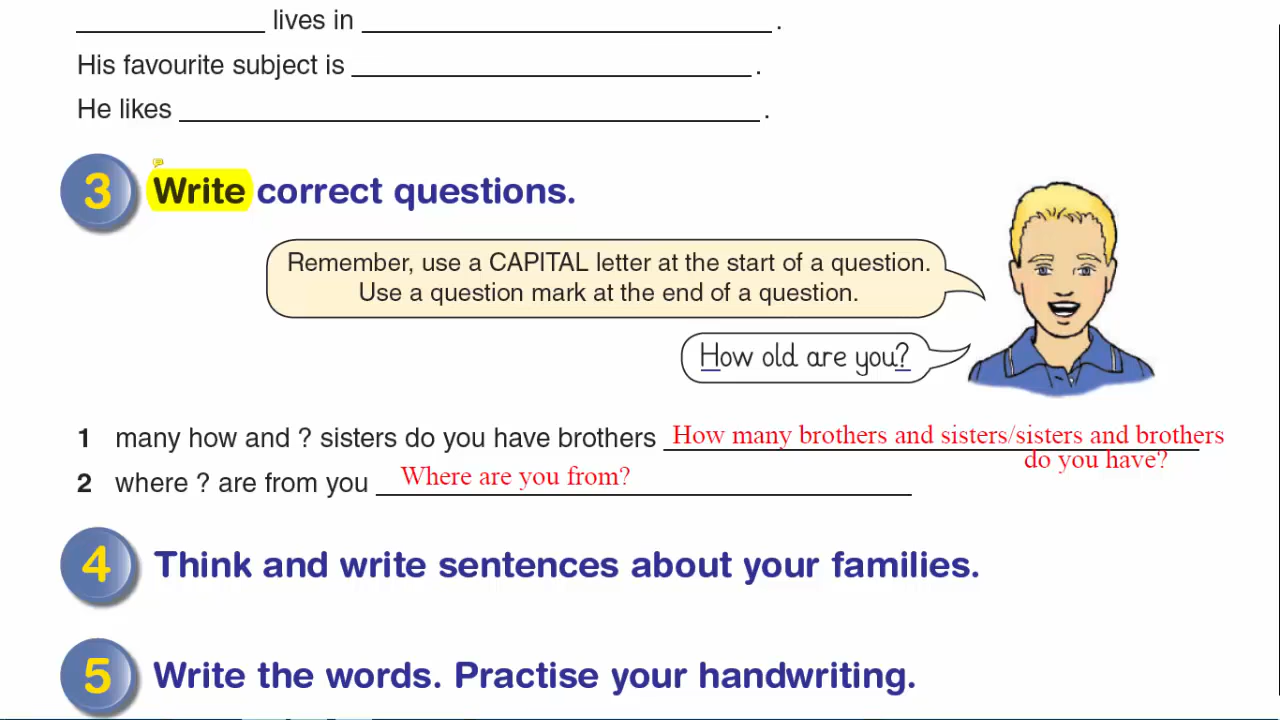 ____________ lives in ____________________________ .
His favourite subject is ____________________________ .
He likes ________________________________________ .
3 Write correct questions.
Remember, use a CAPITAL letter at the start of a question.
Use a question mark at the end of a question.
How old are you?
1 many how and ? sisters do you have brothers How many brothers and sisters/sisters and brothers
do you have?
2 where ? are from you Where are you from?
4 Think and write sentences about your families.
5 Write the words. Practise your handwriting.